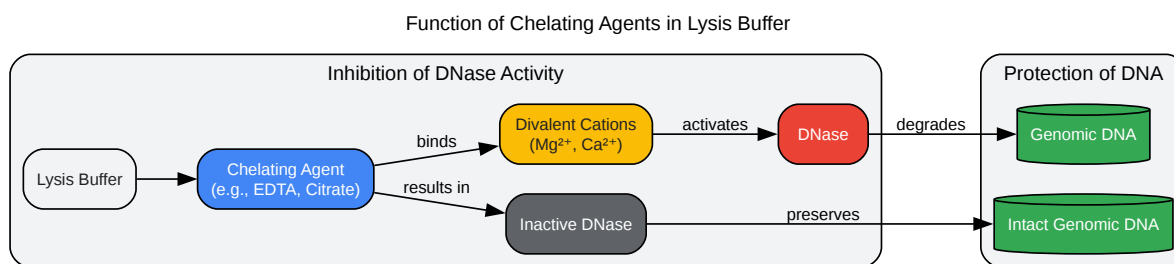 Function of Chelating Agents in Lysis Buffer
Inhibition of DNase Activity
Protection of DNA
Lysis Buffer
Chelating Agent
(e.g., EDTA, Citrate)
binds
results in
Divalent Cations
(Mg²⁺, Ca²⁺)
activates
DNase
degrades
Genomic DNA
Inactive DNase
preserves
Intact Genomic DNA